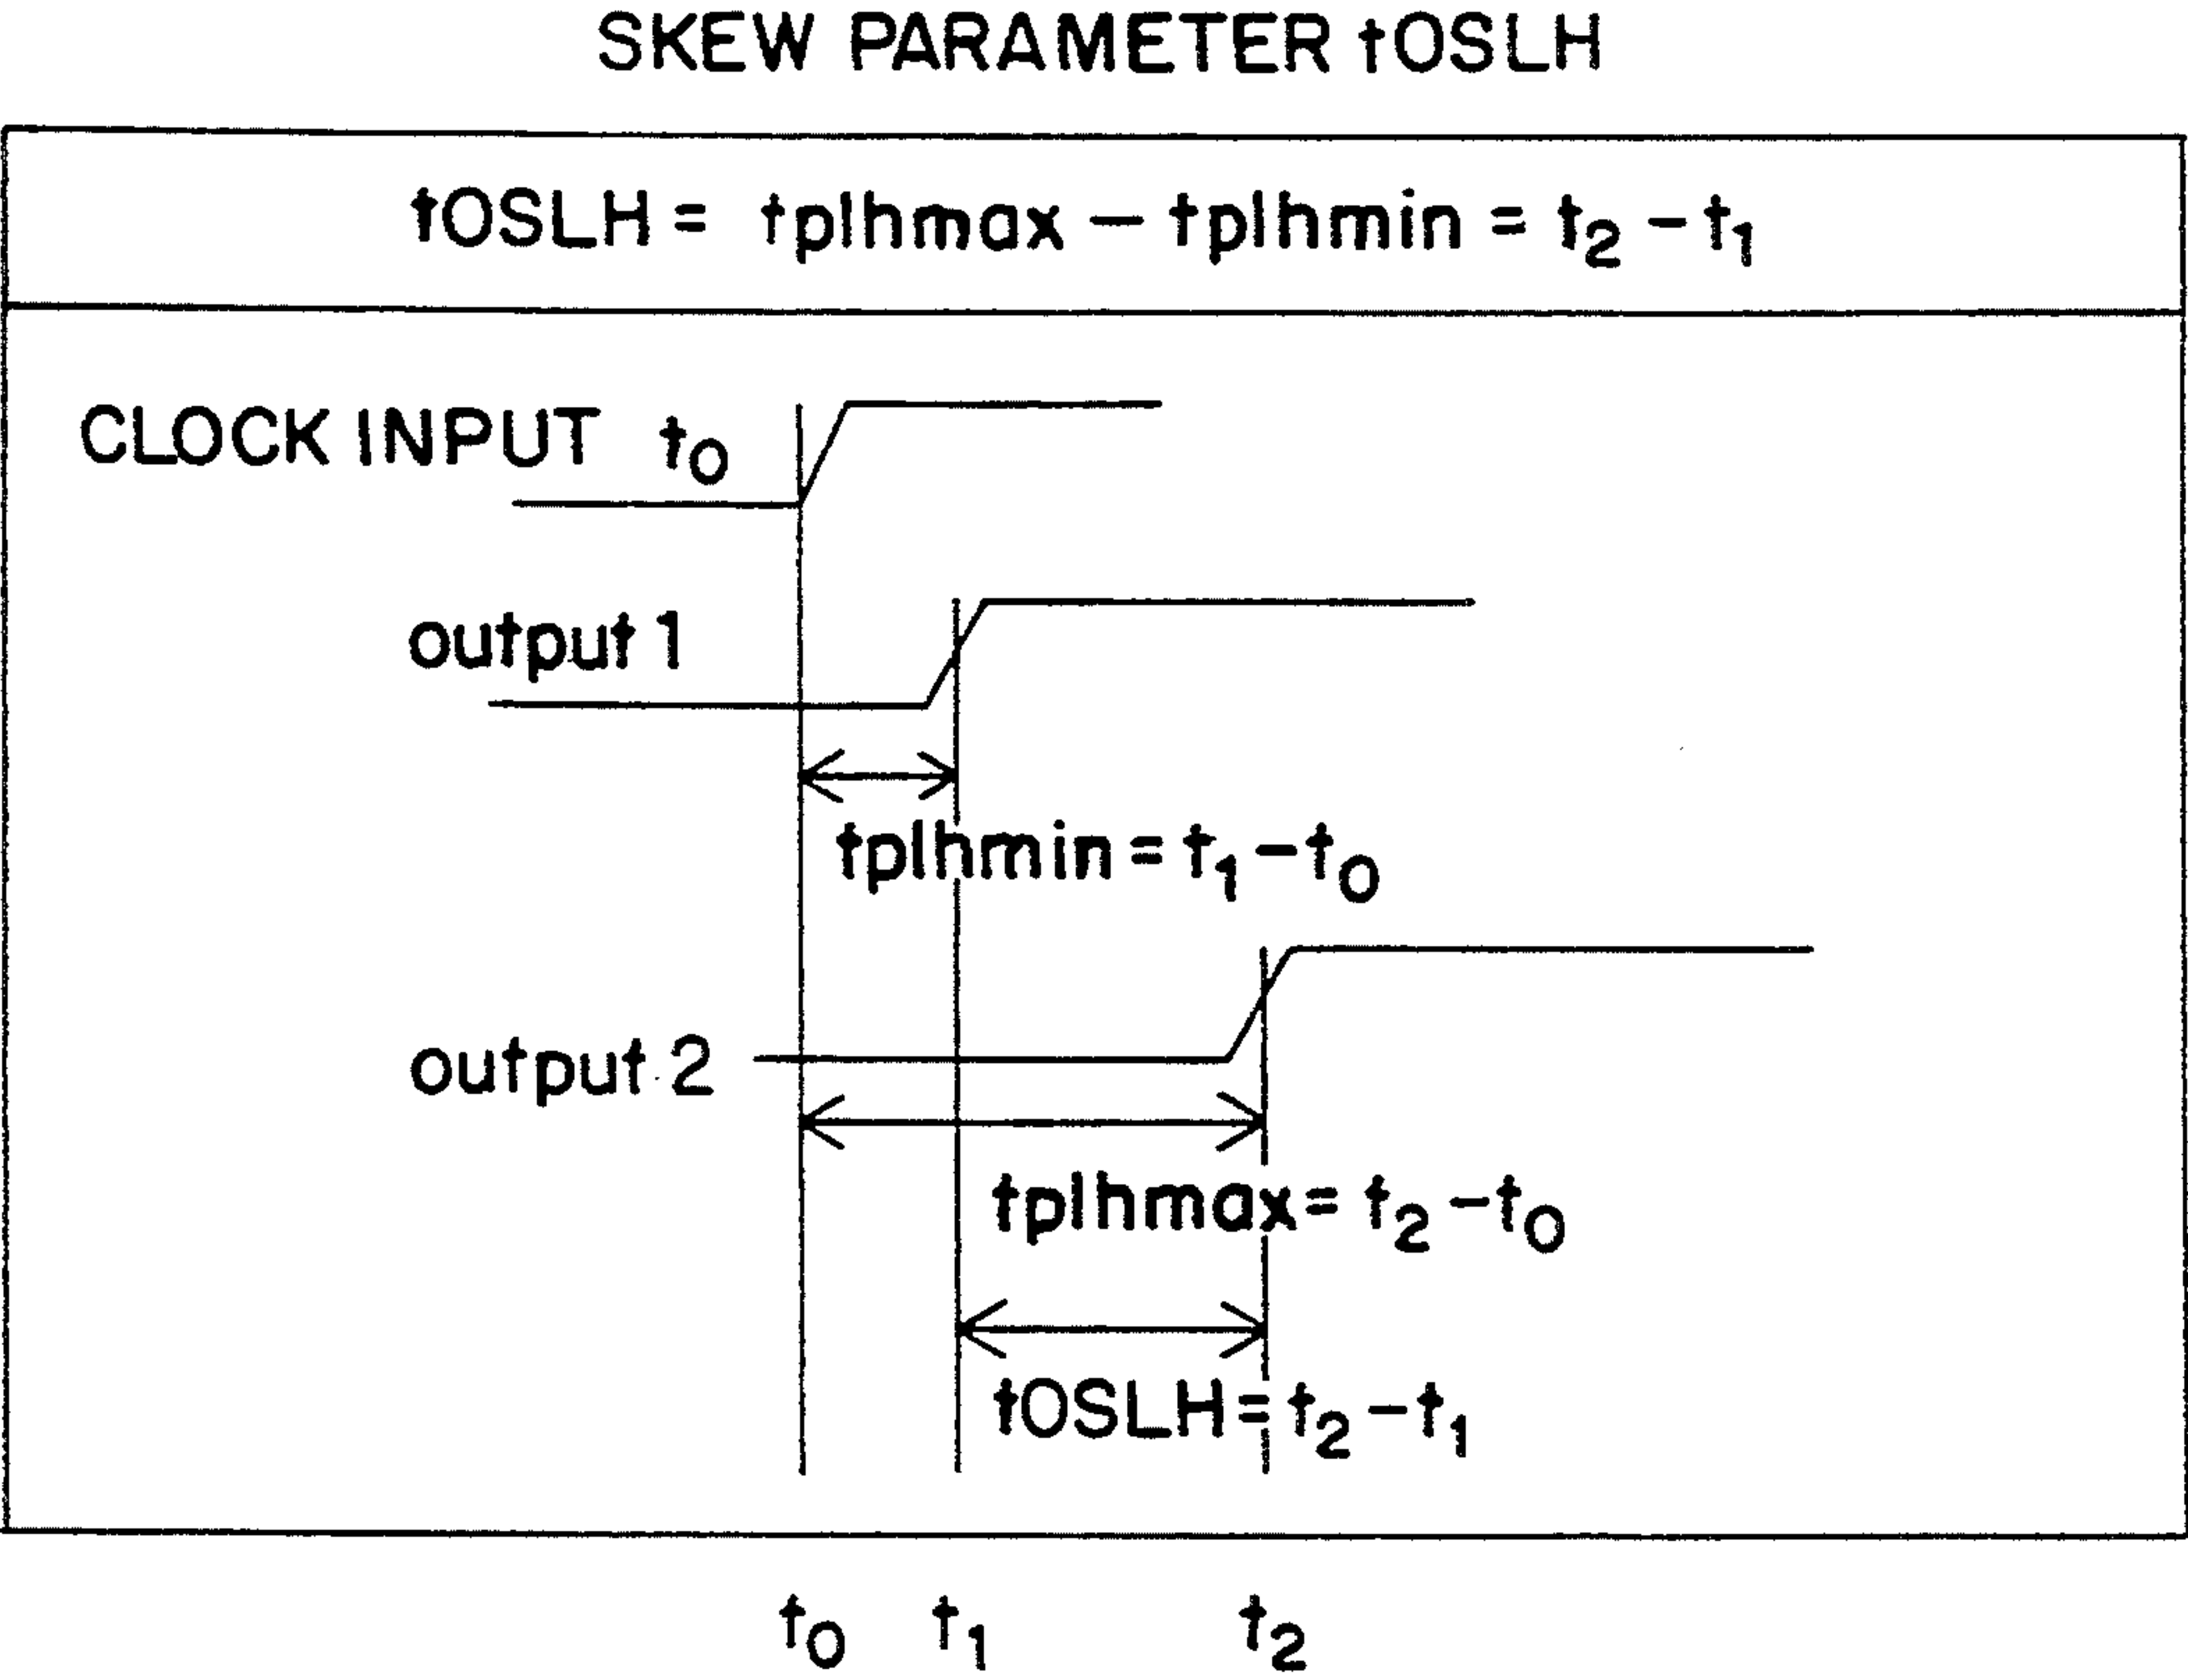 SKEW PARAMETER tOSLH
tOSLH = tplhmax − tplhmin = t₂ − t₁
CLOCK INPUT t₀
output 1
tplhmin = t₁ − t₀
output 2
tplhmax = t₂ − t₀
tOSLH = t₂ − t₁
t₀ t₁ t₂